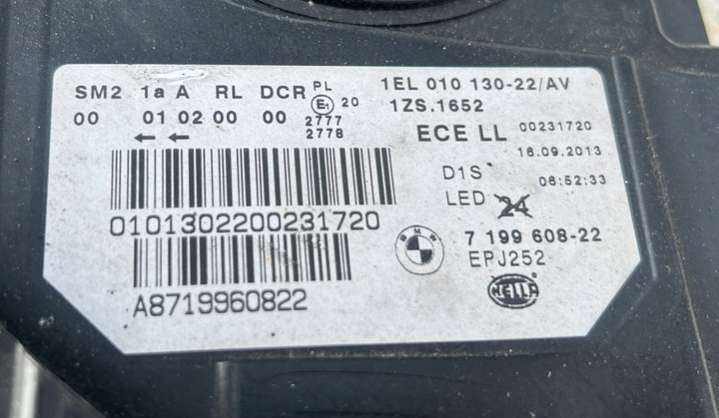 SM2 1a A RL DCR PL
00 01 02 00 00 E1 20
2777
2778
1EL 010 130-22/AV
1ZS.1652
ECE LL 00231720
16.09.2013
D1S 06:52:33
LED 24
0101302200231720
BMW 7 199 608-22
EPJ252
HELLA
A8719960822